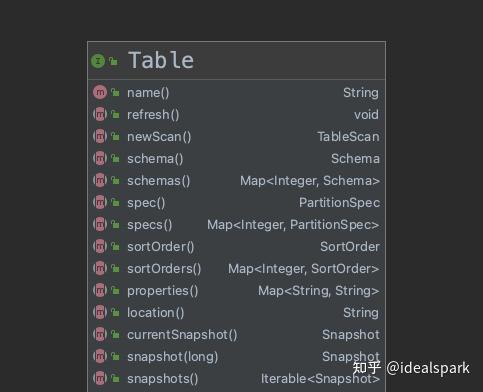 Table
name() String
refresh() void
newScan() TableScan
schema() Schema
schemas() Map<Integer, Schema>
spec() PartitionSpec
specs() Map<Integer, PartitionSpec>
sortOrder() SortOrder
sortOrders() Map<Integer, SortOrder>
properties() Map<String, String>
location() String
currentSnapshot() Snapshot
snapshot(long) Snapshot
snapshots() Iterable<Snapshot>
知乎 @idealspark